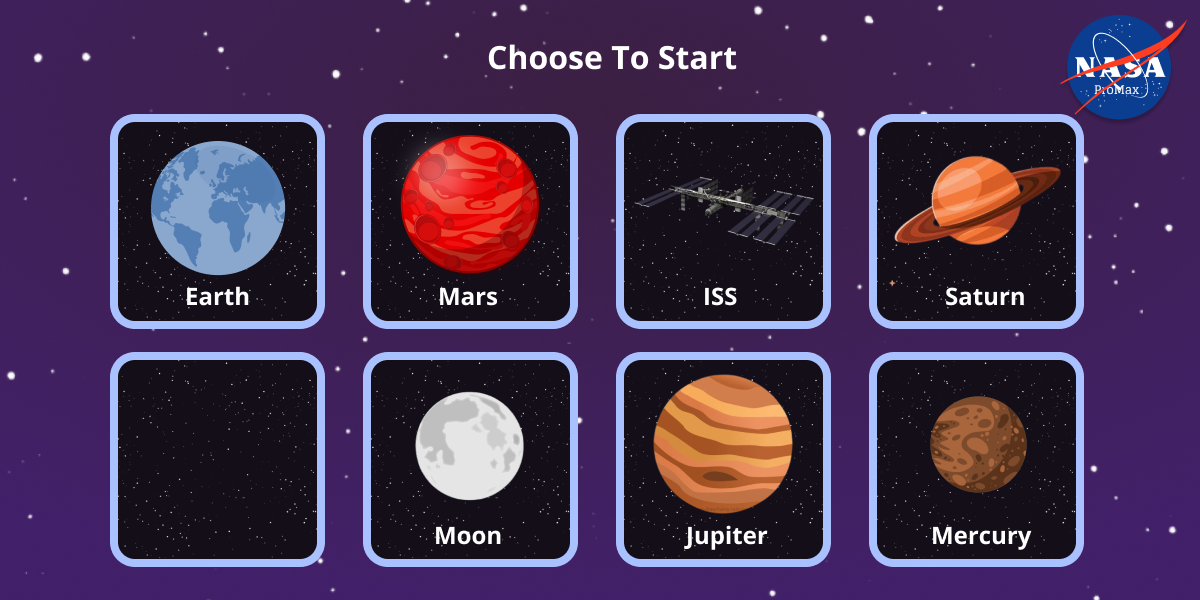 Choose To Start
NASA
ProMax
Earth
Mars
ISS
Saturn
Moon
Jupiter
Mercury